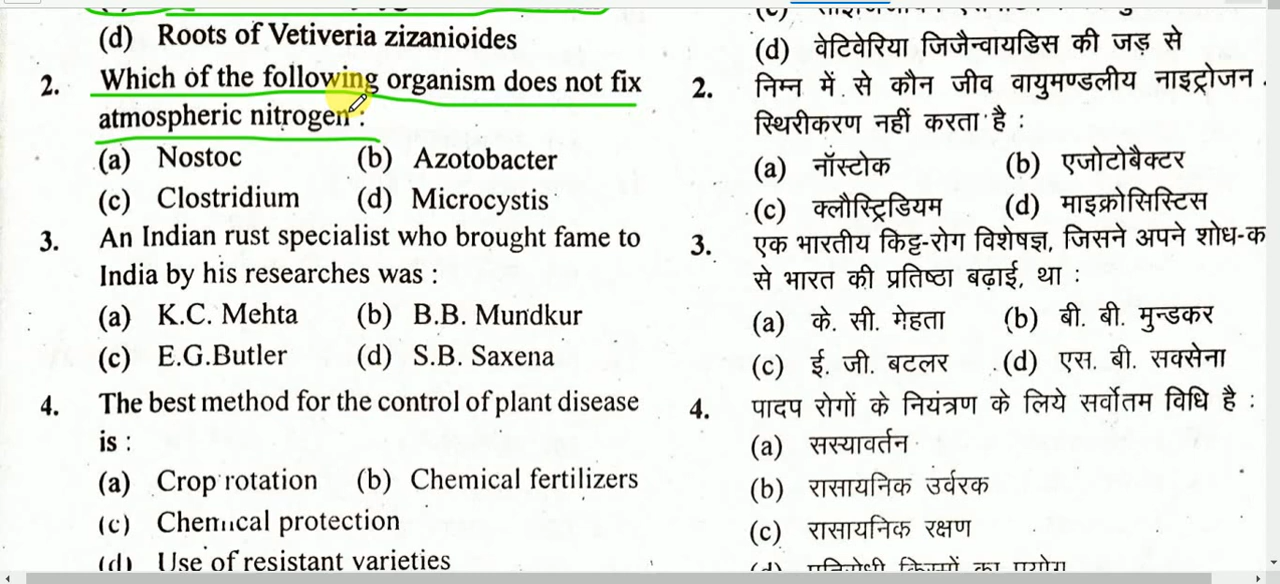 (d) Roots of Vetiveria zizanioides
2. Which of the following organism does not fix
atmospheric nitrogen :
(a) Nostoc (b) Azotobacter
(c) Clostridium (d) Microcystis
3. An Indian rust specialist who brought fame to
India by his researches was :
(a) K.C. Mehta (b) B.B. Mundkur
(c) E.G.Butler (d) S.B. Saxena
4. The best method for the control of plant disease
is :
(a) Crop rotation (b) Chemical fertilizers
(c) Chemical protection
(d) Use of resistant varieties
(d) वेटिवेरिया जिजैन्वायडिस की जड़ से
2. निम्न में से कौन जीव वायुमण्डलीय नाइट्रोजन
स्थिरीकरण नहीं करता है :
(a) नॉस्टोक (b) एजोटोबैक्टर
(c) क्लौस्ट्रिडियम (d) माइक्रोसिस्टिस
3. एक भारतीय किट्ट-रोग विशेषज्ञ, जिसने अपने शोध-क
से भारत की प्रतिष्ठा बढ़ाई, था :
(a) के. सी. मेहता (b) बी. बी. मुन्डकर
(c) ई. जी. बटलर (d) एस. बी. सक्सेना
4. पादप रोगों के नियंत्रण के लिये सर्वोतम विधि है :
(a) सस्यावर्तन
(b) रासायनिक उर्वरक
(c) रासायनिक रक्षण